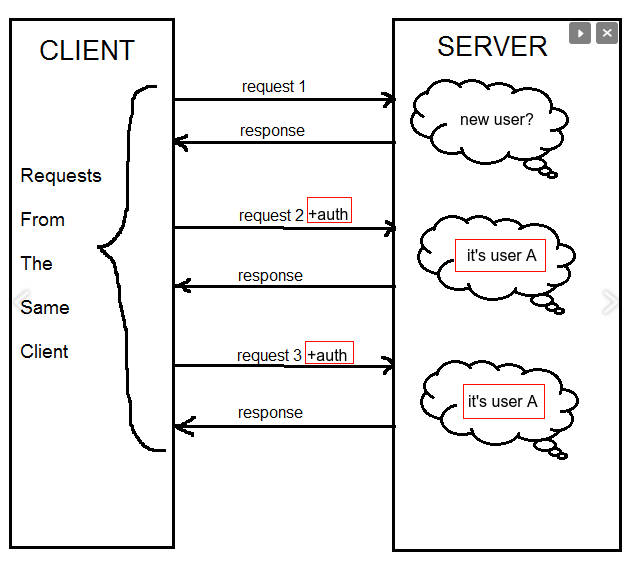 CLIENT
SERVER
request 1
new user?
response
Requests
From
The
Same
Client
request 2 +auth
it's user A
response
request 3 +auth
it's user A
response